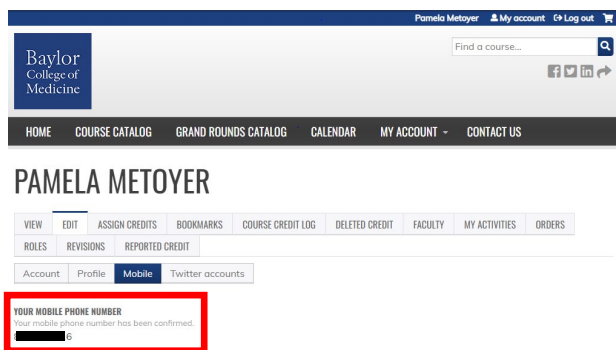 Pamela Metoyer My account Log out
Find a course...
Baylor
College of
Medicine
HOME COURSE CATALOG GRAND ROUNDS CATALOG CALENDAR MY ACCOUNT CONTACT US
PAMELA METOYER
VIEW EDIT ASSIGN CREDITS BOOKMARKS COURSE CREDIT LOG DELETED CREDIT FACULTY MY ACTIVITIES ORDERS
ROLES REVISIONS REPORTED CREDIT
Account Profile Mobile Twitter accounts
YOUR MOBILE PHONE NUMBER
Your mobile phone number has been confirmed.
6